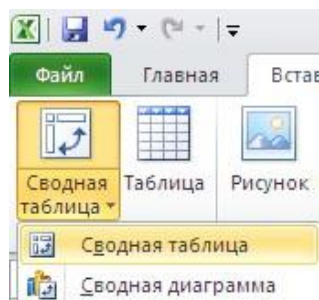 Файл Главная Встав
Сводная таблица Таблица Рисунок
Сводная таблица
Сводная диаграмма